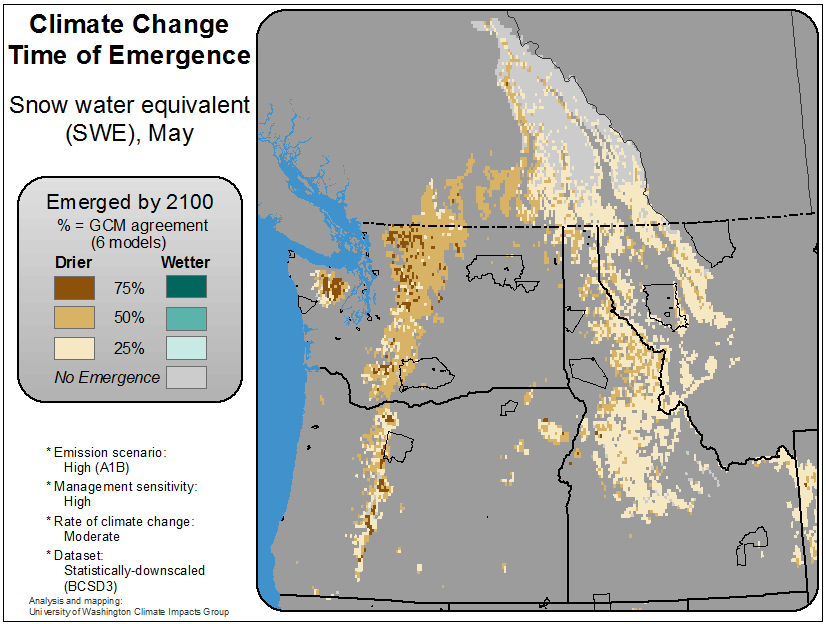 Climate Change
Time of Emergence
Snow water equivalent
(SWE), May
Emerged by 2100
% = GCM agreement
(6 models)
Drier Wetter
75%
50%
25%
No Emergence
* Emission scenario:
High (A1B)
* Management sensitivity:
High
* Rate of climate change:
Moderate
* Dataset:
Statistically-downscaled
(BCSD3)
Analysis and mapping:
University of Washington Climate Impacts Group